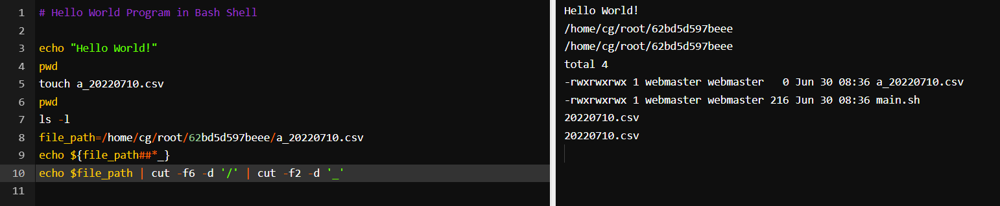 1 # Hello World Program in Bash Shell
2
3 echo "Hello World!"
4 pwd
5 touch a_20220710.csv
6 pwd
7 ls -l
8 file_path=/home/cg/root/62bd5d597beee/a_20220710.csv
9 echo ${file_path##*_}
10 echo $file_path | cut -f6 -d '/' | cut -f2 -d '_'
11
Hello World!
/home/cg/root/62bd5d597beee
/home/cg/root/62bd5d597beee
total 4
-rwxrwxrwx 1 webmaster webmaster   0 Jun 30 08:36 a_20220710.csv
-rwxrwxrwx 1 webmaster webmaster 216 Jun 30 08:36 main.sh
20220710.csv
20220710.csv